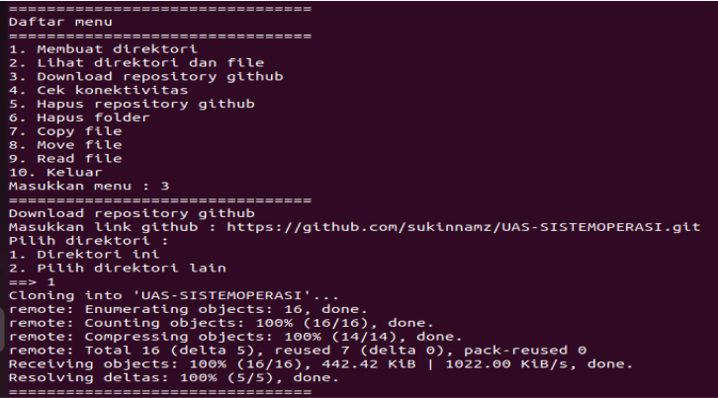 ================================
Daftar menu
================================
1. Membuat direktori
2. Lihat direktori dan file
3. Download repository github
4. Cek konektivitas
5. Hapus repository github
6. Hapus folder
7. Copy file
8. Move file
9. Read file
10. Keluar
Masukkan menu : 3
================================
Download repository github
Masukkan link github : https://github.com/sukinnamz/UAS-SISTEMOPERASI.git
Pilih direktori :
1. Direktori ini
2. Pilih direktori lain
==> 1
Cloning into 'UAS-SISTEMOPERASI'...
remote: Enumerating objects: 16, done.
remote: Counting objects: 100% (16/16), done.
remote: Compressing objects: 100% (14/14), done.
remote: Total 16 (delta 5), reused 7 (delta 0), pack-reused 0
Receiving objects: 100% (16/16), 442.42 KiB | 1022.00 KiB/s, done.
Resolving deltas: 100% (5/5), done.
================================